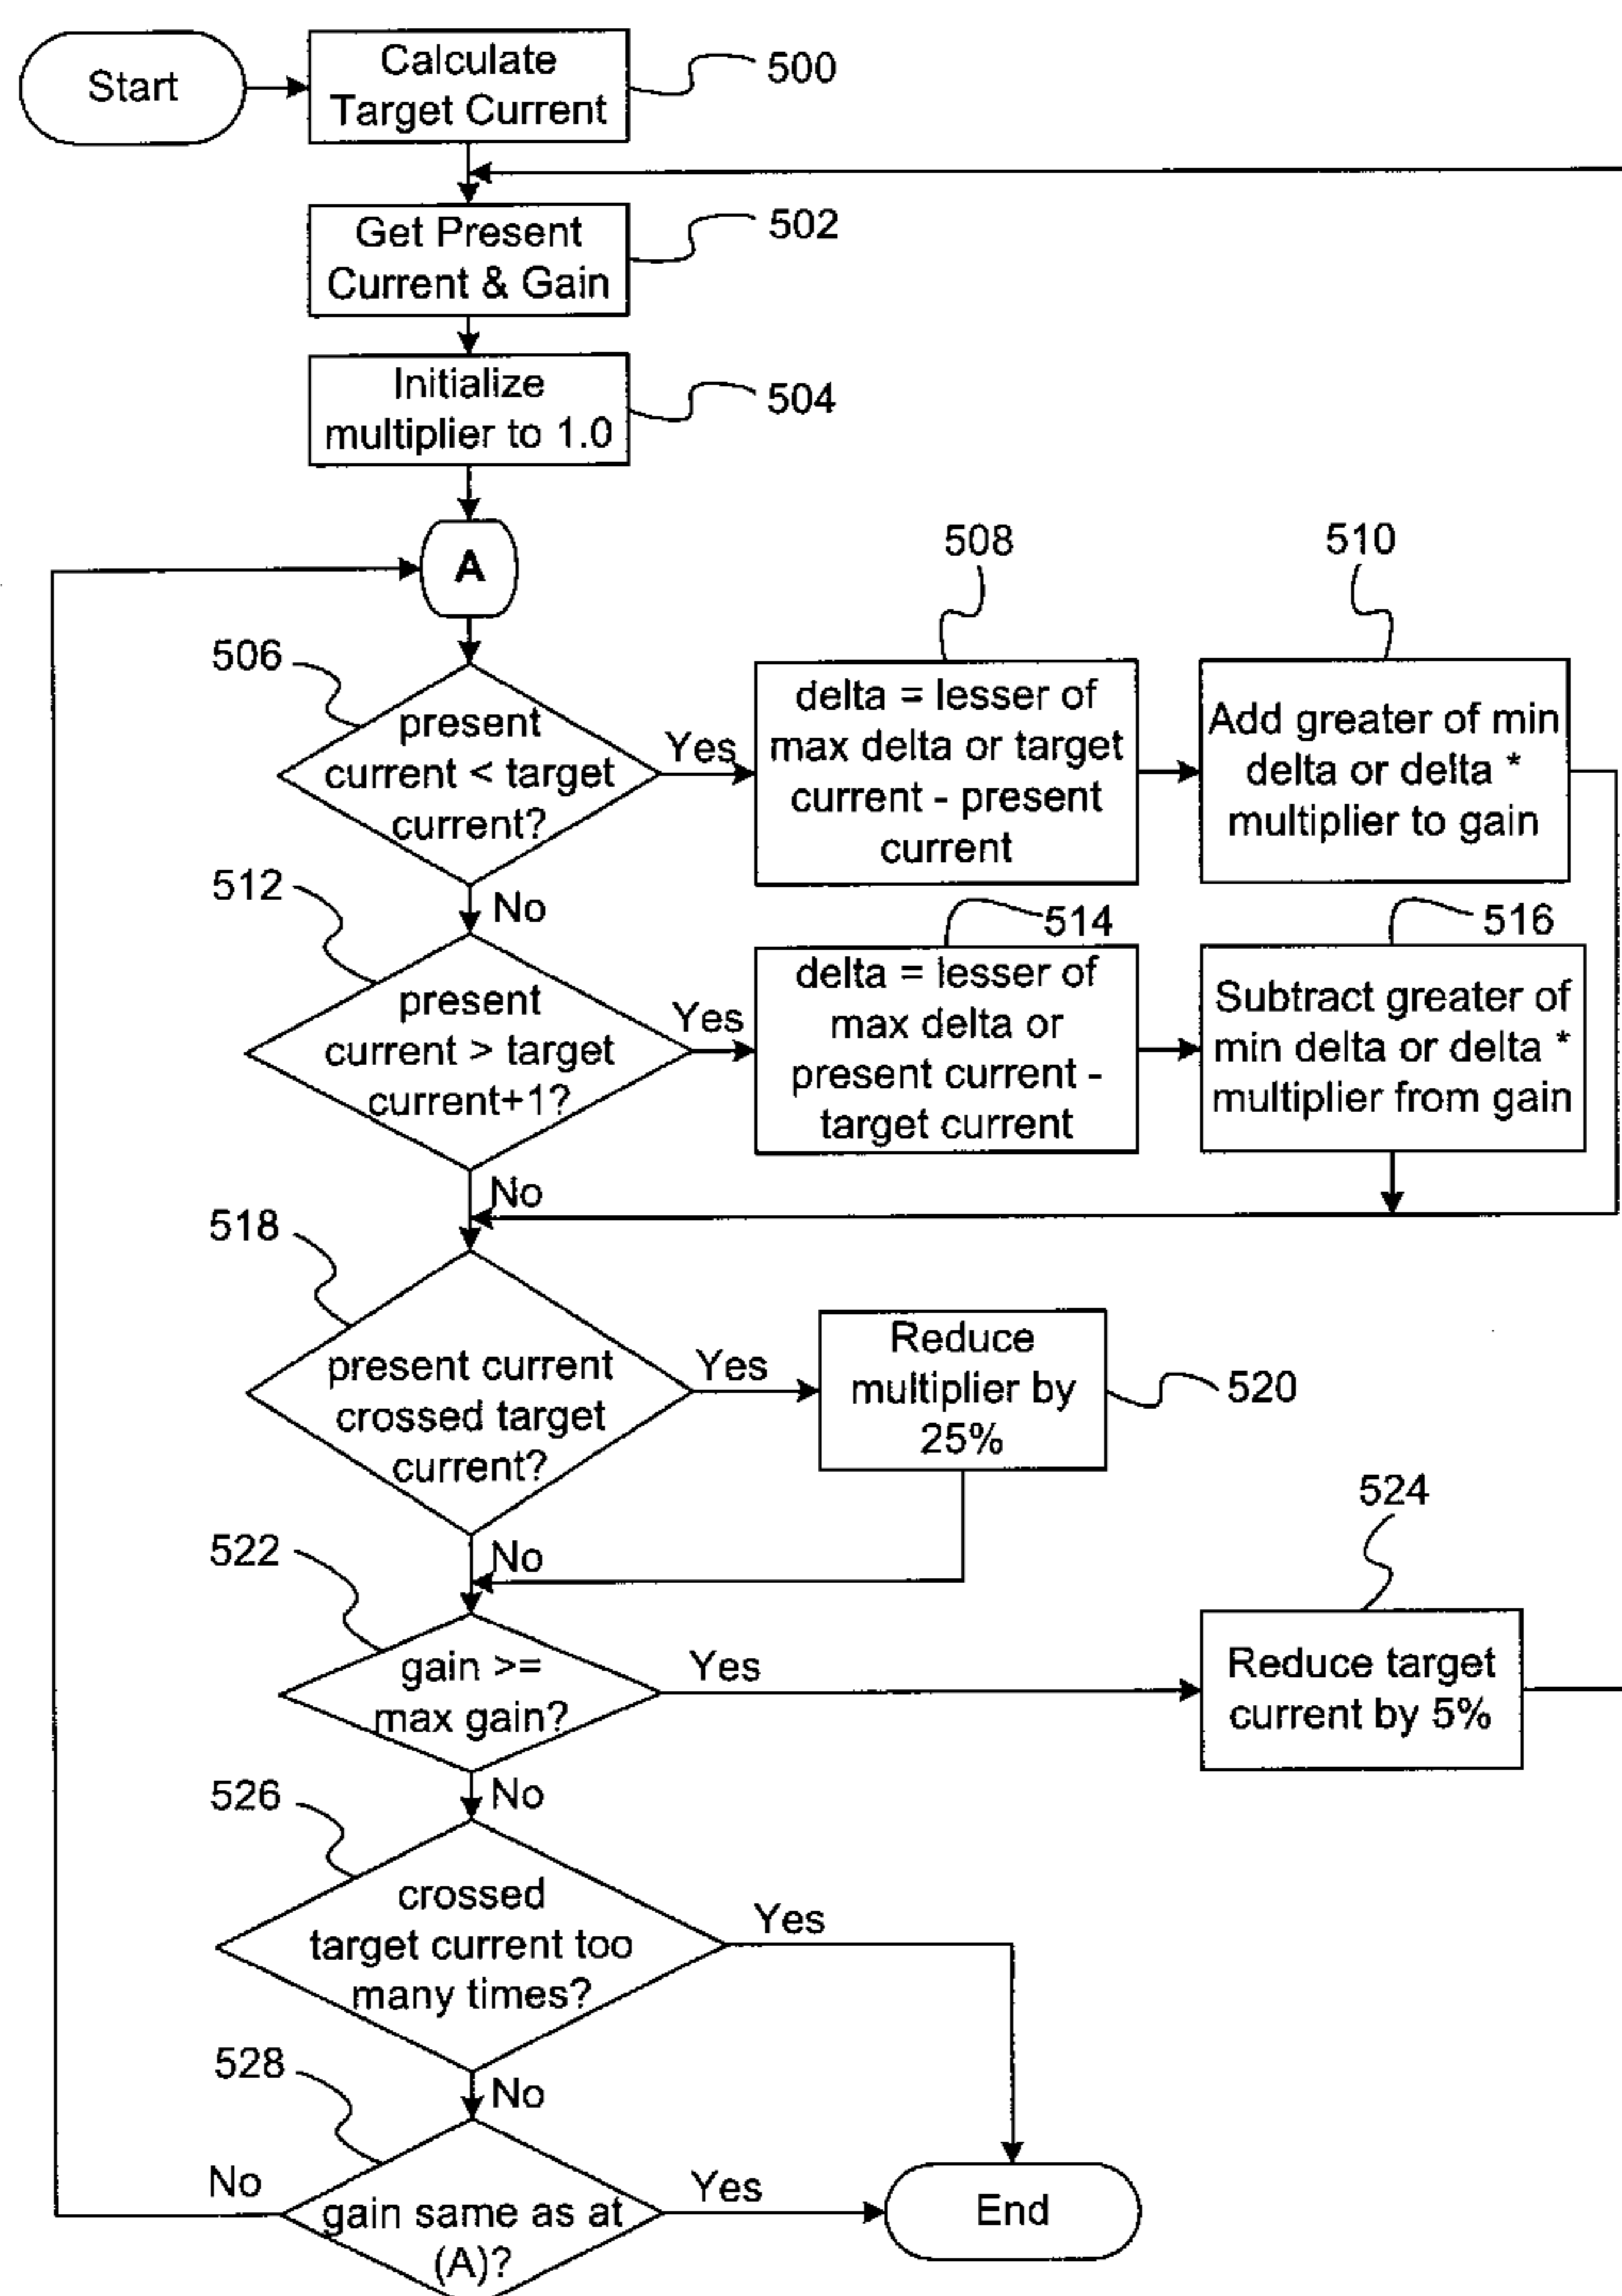 Start
Calculate
Target Current
500
Get Present
Current & Gain
502
Initialize
multiplier to 1.0
504
A
506
present
current < target
current?
Yes
508
delta = lesser of
max delta or target
current - present
current
510
Add greater of min
delta or delta *
multiplier to gain
No
512
present
current > target
current+1?
Yes
514
delta = lesser of
max delta or
present current -
target current
516
Subtract greater of
min delta or delta *
multiplier from gain
No
518
present current
crossed target
current?
Yes
Reduce
multiplier by
25%
520
No
522
gain >=
max gain?
Yes
524
Reduce target
current by 5%
No
526
crossed
target current too
many times?
Yes
No
528
gain same as at
(A)?
No
Yes
End